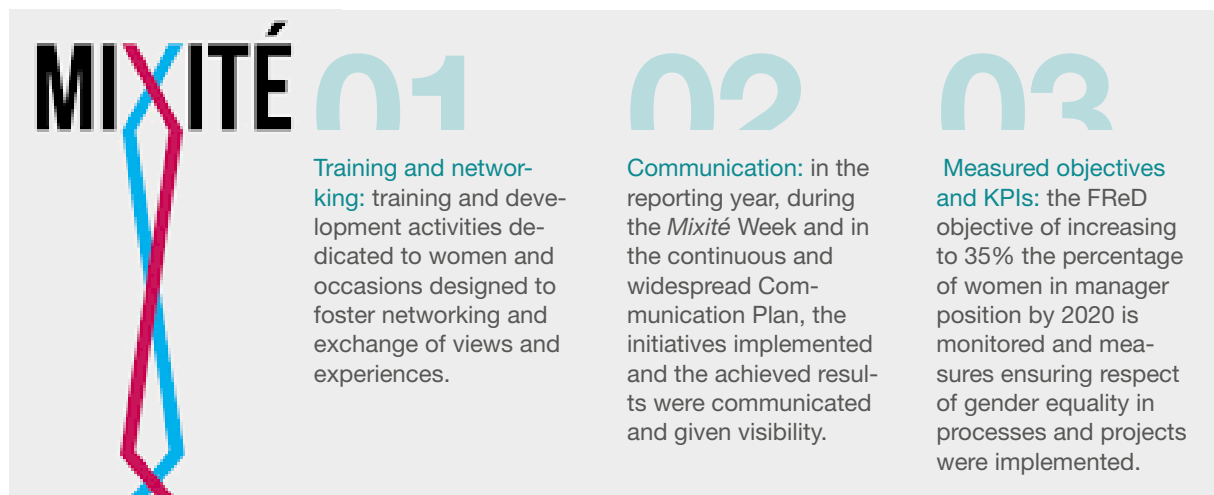 MIXITÉ
01
Training and networ-
king: training and deve-
lopment activities de-
dicated to women and
occasions designed to
foster networking and
exchange of views and
experiences.
02
Communication: in the
reporting year, during
the Mixité Week and in
the continuous and
widespread Com-
munication Plan, the
initiatives implemented
and the achieved resul-
ts were communicated
and given visibility.
03
Measured objectives
and KPIs: the FReD
objective of increasing
to 35% the percentage
of women in manager
position by 2020 is
monitored and mea-
sures ensuring respect
of gender equality in
processes and projects
were implemented.